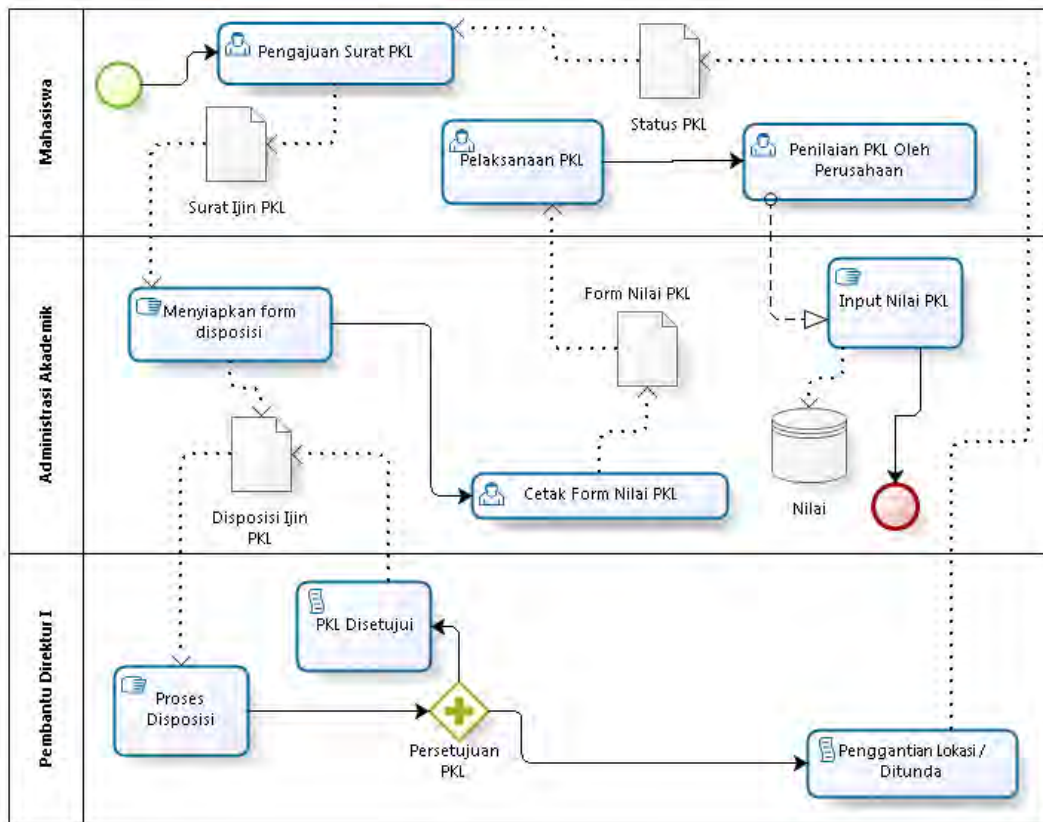 Mahasiswa
Pengajuan Surat PKL
Status PKL
Pelaksanaan PKL
Penilaian PKL Oleh
Perusahaan
Surat Ijin PKL
Administrasi Akademik
Menyiapkan form
disposisi
Form Nilai PKL
Input Nilai PKL
Disposisi Ijin
PKL
Cetak Form Nilai PKL
Nilai
Pembantu Direktur I
PKL Disetujui
Proses
Disposisi
Persetujuan
PKL
Penggantian Lokasi /
Ditunda